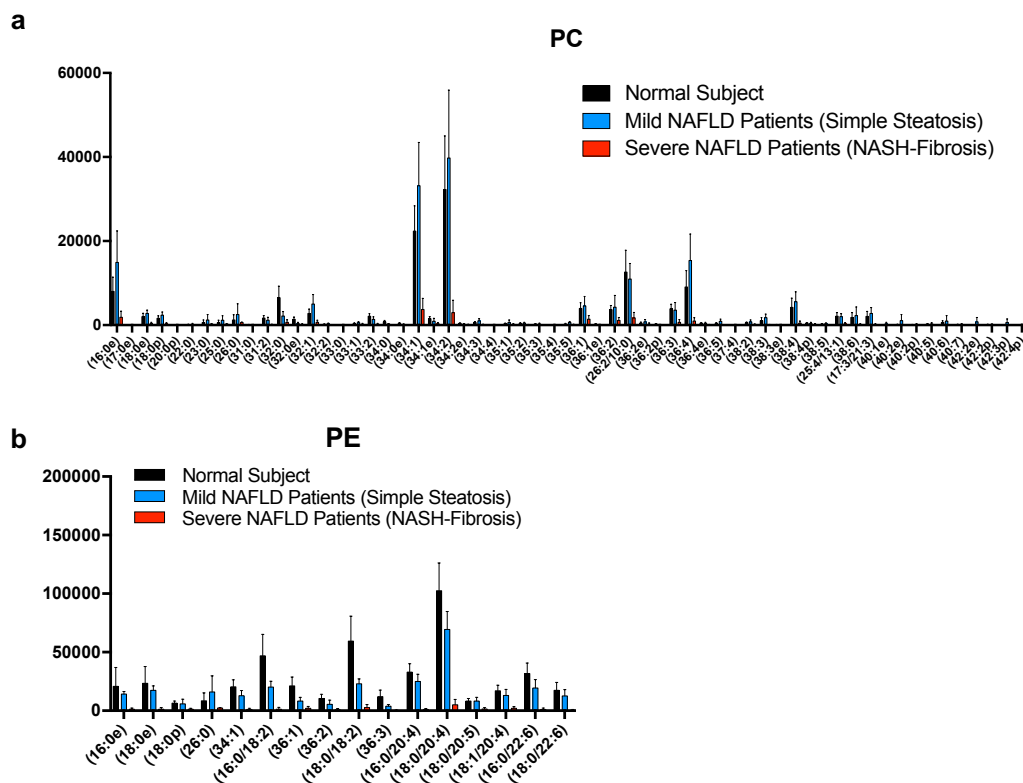 a
PC
Normal Subject
Mild NAFLD Patients (Simple Steatosis)
Severe NAFLD Patients (NASH-Fibrosis)
60000
40000
20000
0
(16:0e)
(17:0e)
(18:0e)
(18:0p)
(20:0p)
(22:0)
(23:0)
(25:0)
(26:0)
(31:0)
(31:2)
(32:0)
(32:0e)
(32:1)
(32:2)
(33:0)
(33:1)
(33:2)
(34:0)
(34:0e)
(34:1)
(34:1e)
(34:2)
(34:2e)
(34:3)
(34:4)
(35:1)
(35:2)
(35:3)
(35:4)
(35:5)
(36:1)
(36:1e)
(36:2)
(26:2/10:0)
(36:2e)
(36:2p)
(36:3)
(36:4)
(36:4e)
(36:5)
(37:4)
(38:2)
(38:3)
(38:3e)
(38:4)
(38:4p)
(38:5)
(25:4/13:1)
(38:6)
(17:3/21:3)
(40:1e)
(40:2e)
(40:2p)
(40:5)
(40:6)
(40:7)
(42:2e)
(42:2p)
(42:3p)
(42:4p)
b
PE
Normal Subject
Mild NAFLD Patients (Simple Steatosis)
Severe NAFLD Patients (NASH-Fibrosis)
200000
150000
100000
50000
0
(16:0e)
(18:0e)
(18:0p)
(26:0)
(34:1)
(16:0/18:2)
(36:1)
(36:2)
(18:0/18:2)
(36:3)
(16:0/20:4)
(18:0/20:4)
(18:0/20:5)
(18:1/20:4)
(16:0/22:6)
(18:0/22:6)